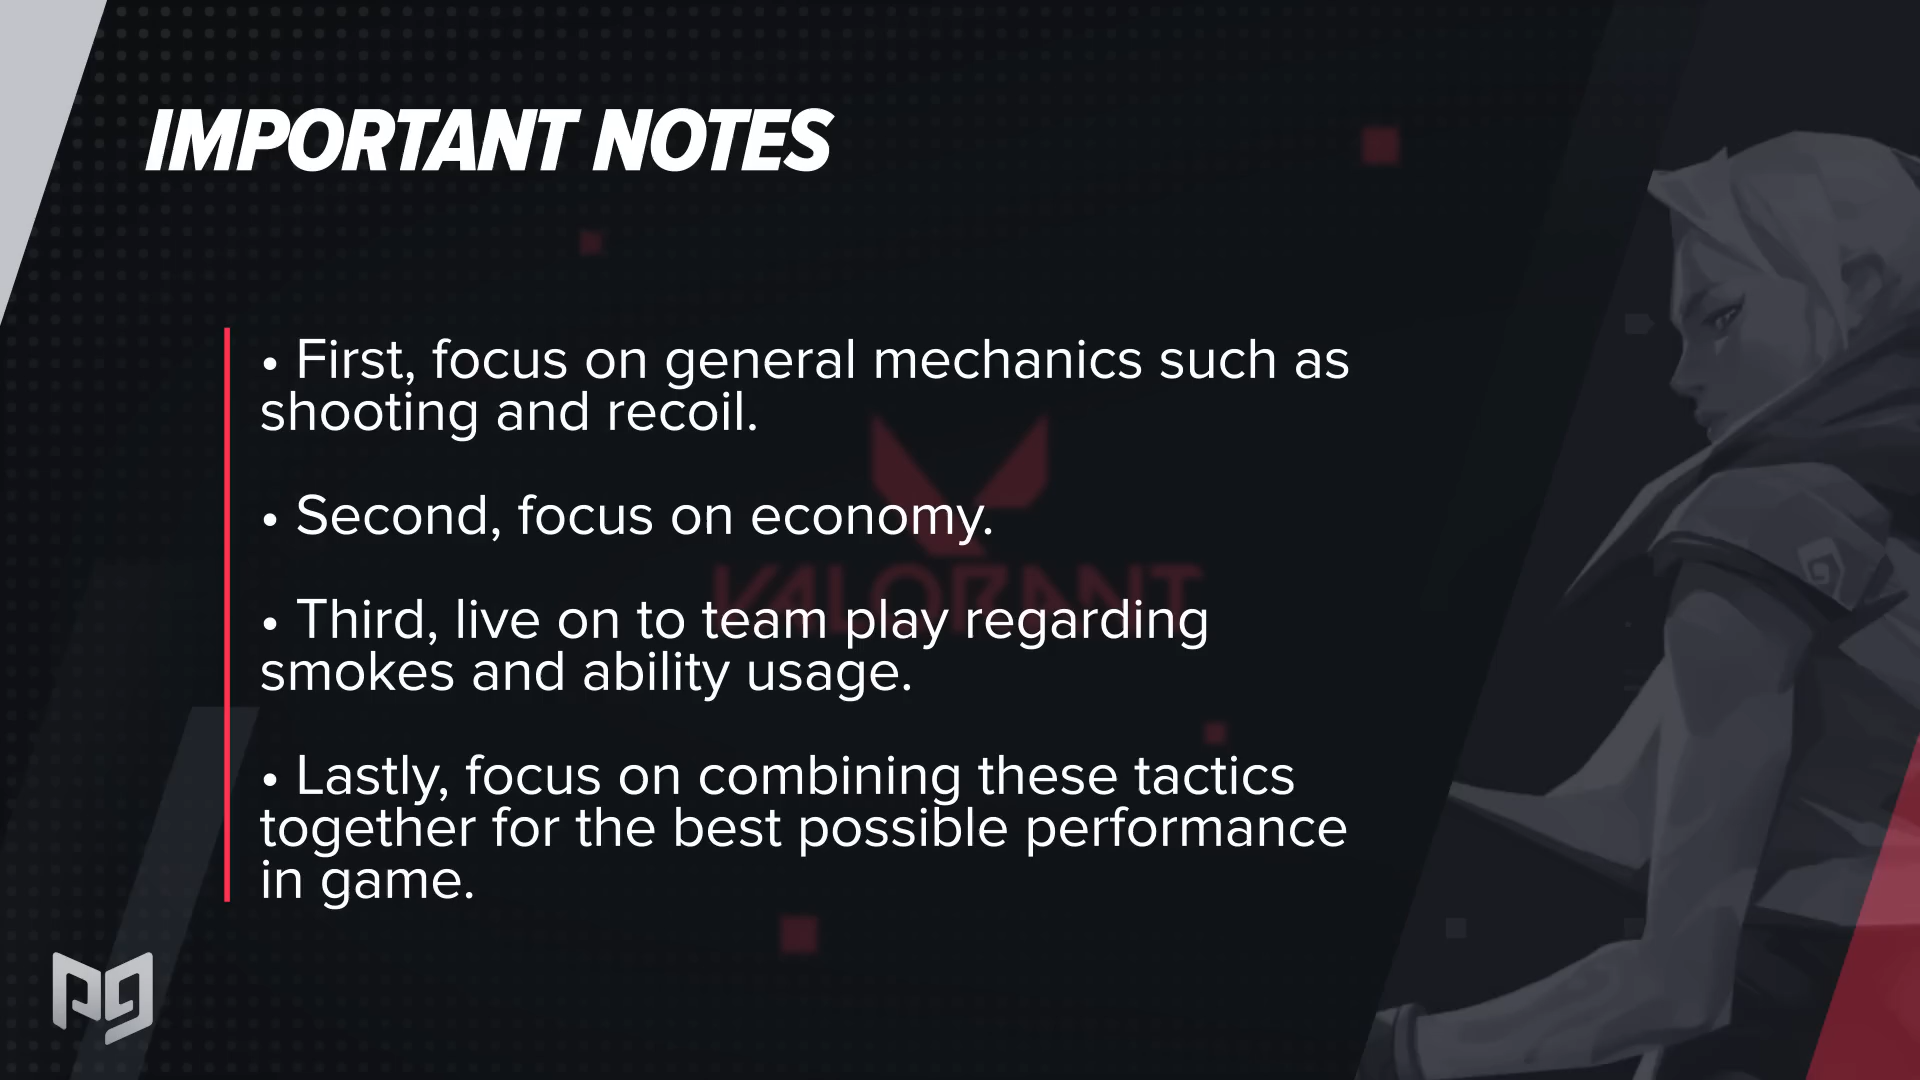 IMPORTANT NOTES
• First, focus on general mechanics such as
shooting and recoil.
• Second, focus on economy.
VALORANT
• Third, live on to team play regarding
smokes and ability usage.
• Lastly, focus on combining these tactics
together for the best possible performance
in game.
pg